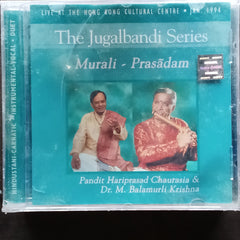 LIVE AT THE HONG KONG CULTURAL CENTRE • JAN. 1994
The Jugalbandi Series
Murali - Prasādam
HINDUSTANI-CARNATIC • INSTRUMENTAL-VOCAL • DUET
Pandit Hariprasad Chaurasia &
Dr. M. Balamurli Krishna